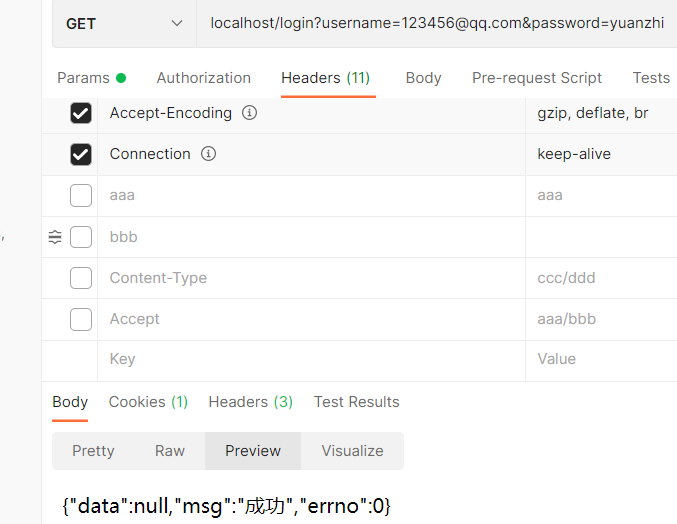 GET localhost/login?username=123456@qq.com&password=yuanzhi
Params Authorization Headers (11) Body Pre-request Script Tests
Accept-Encoding gzip, deflate, br
Connection keep-alive
aaa aaa
bbb
Content-Type ccc/ddd
Accept aaa/bbb
Key Value
Body Cookies (1) Headers (3) Test Results
Pretty Raw Preview Visualize
{"data":null,"msg":"成功","errno":0}